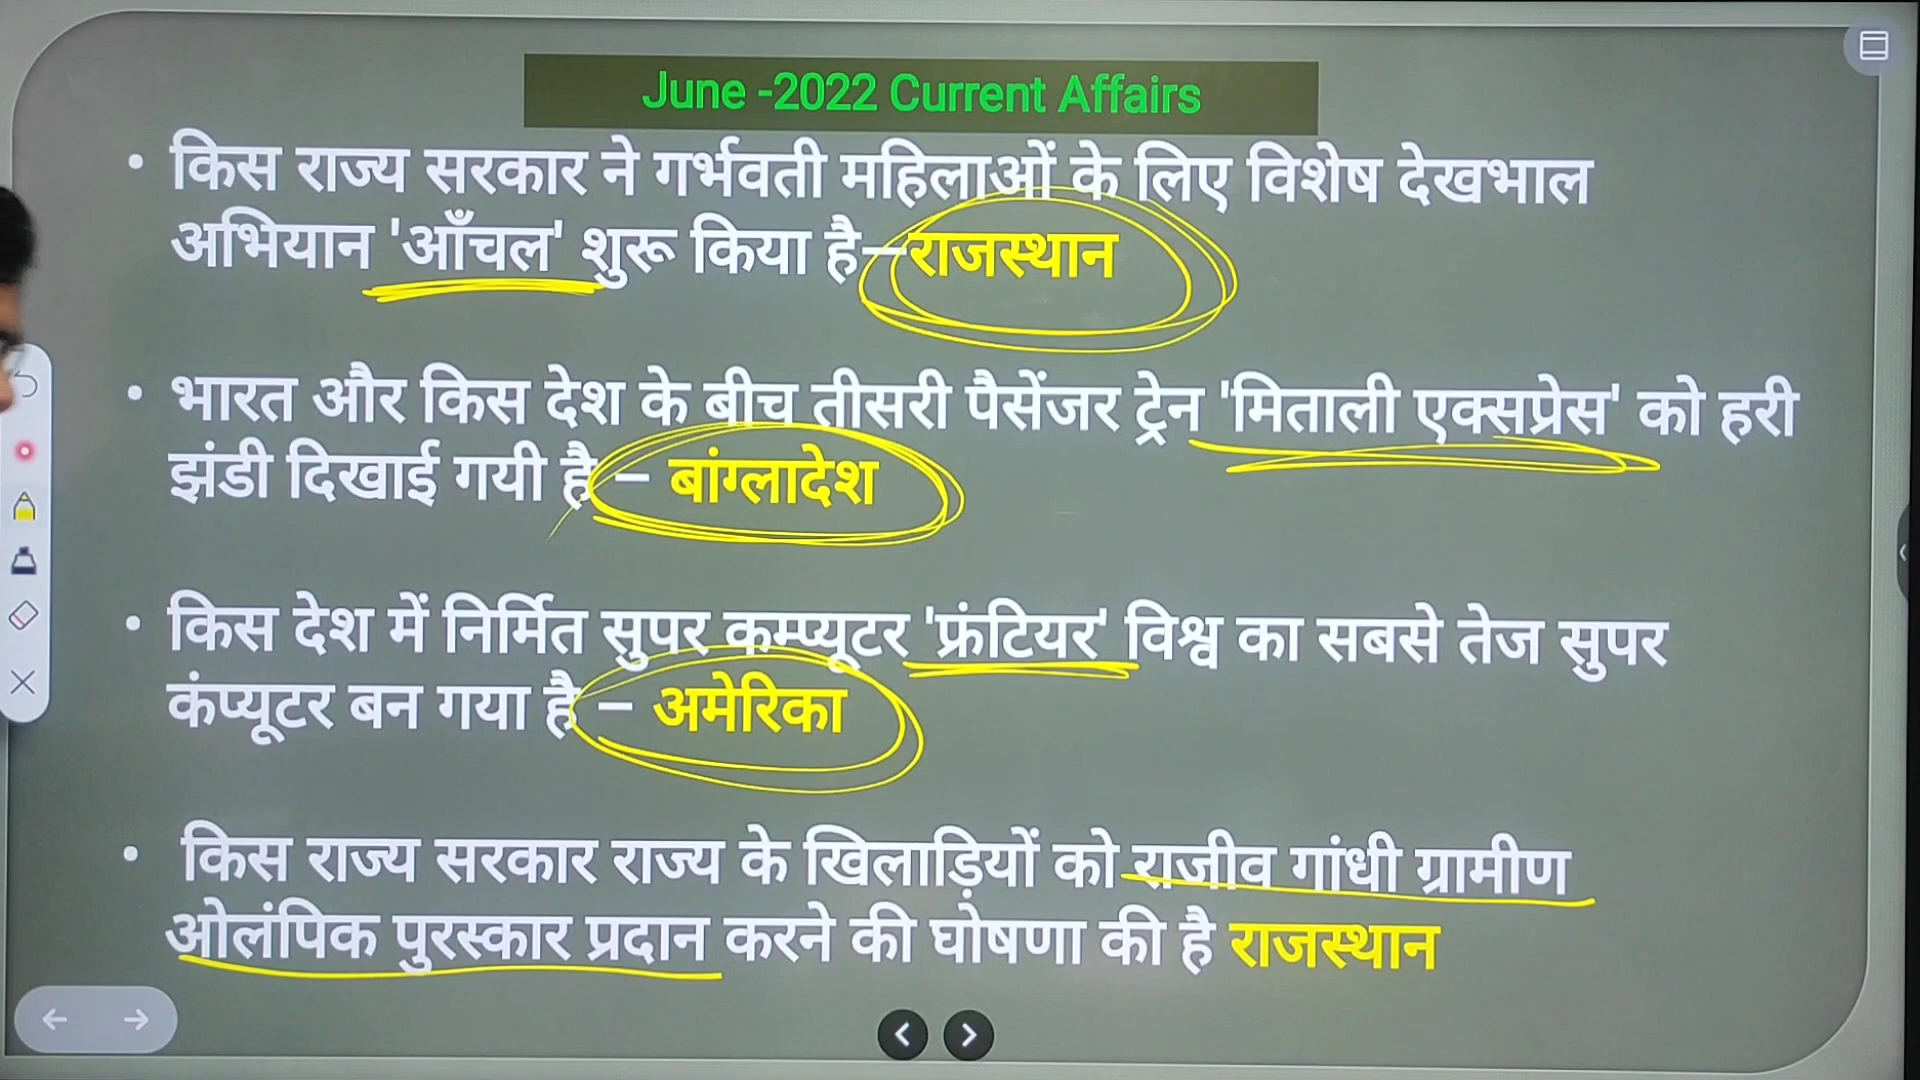 June -2022 Current Affairs
• किस राज्य सरकार ने गर्भवती महिलाओं के लिए विशेष देखभाल
अभियान 'आँचल' शुरू किया है–राजस्थान
• भारत और किस देश के बीच तीसरी पैसेंजर ट्रेन 'मिताली एक्सप्रेस' को हरी
झंडी दिखाई गयी है – बांग्लादेश
• किस देश में निर्मित सुपर कम्प्यूटर 'फ्रंटियर' विश्व का सबसे तेज सुपर
कंप्यूटर बन गया है – अमेरिका
• किस राज्य सरकार राज्य के खिलाड़ियों को राजीव गांधी ग्रामीण
ओलंपिक पुरस्कार प्रदान करने की घोषणा की है राजस्थान